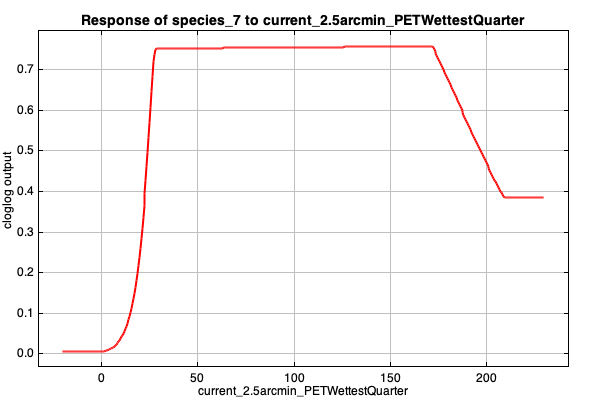 Response of species_7 to current_2.5arcmin_PETWettestQuarter
cloglog output
0.7
0.6
0.5
0.4
0.3
0.2
0.1
0.0
0 50 100 150 200
current_2.5arcmin_PETWettestQuarter